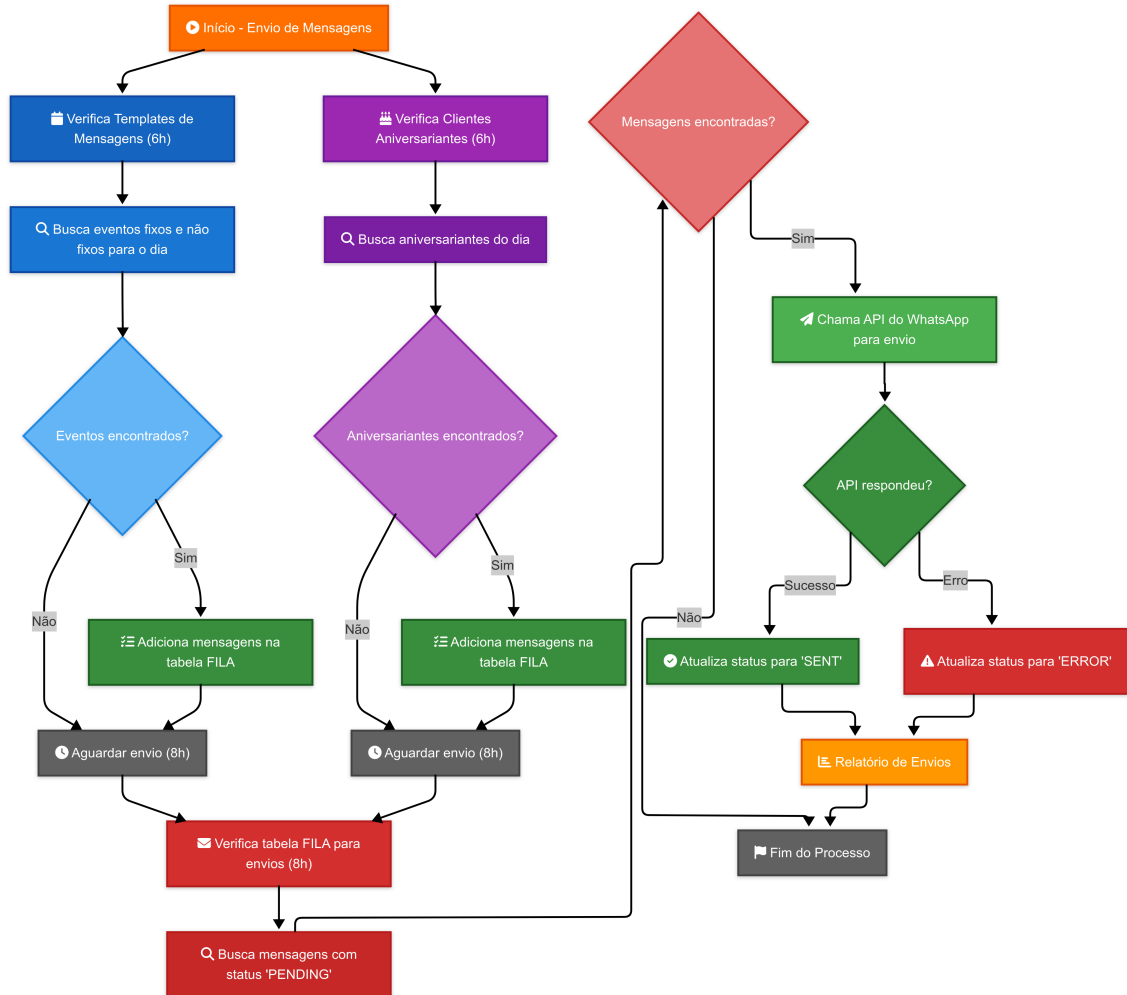 Início - Envio de Mensagens
Verifica Templates de
Mensagens (6h)
Verifica Clientes
Aniversariantes (6h)
Busca eventos fixos e não
fixos para o dia
Busca aniversariantes do dia
Eventos encontrados?
Aniversariantes encontrados?
Não
Sim
Não
Sim
Adiciona mensagens na
tabela FILA
Adiciona mensagens na
tabela FILA
Aguardar envio (8h)
Aguardar envio (8h)
Verifica tabela FILA para
envios (8h)
Busca mensagens com
status 'PENDING'
Mensagens encontradas?
Sim
Não
Chama API do WhatsApp
para envio
API respondeu?
Sucesso
Erro
Atualiza status para 'SENT'
Atualiza status para 'ERROR'
Relatório de Envios
Fim do Processo